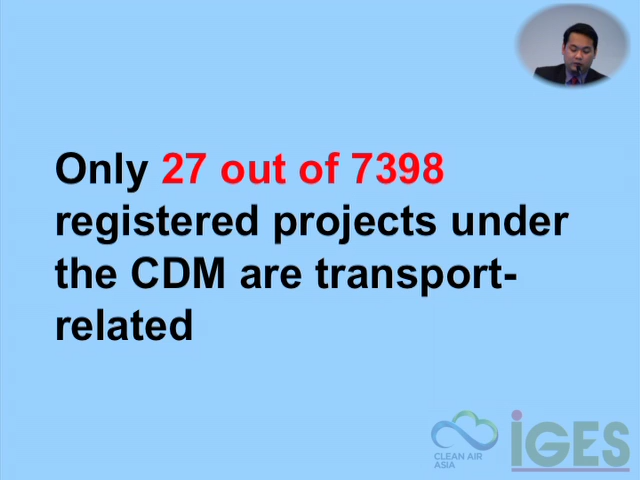 Only 27 out of 7398
registered projects under
the CDM are transport-
related
CLEAN AIR
ASIA
iGES